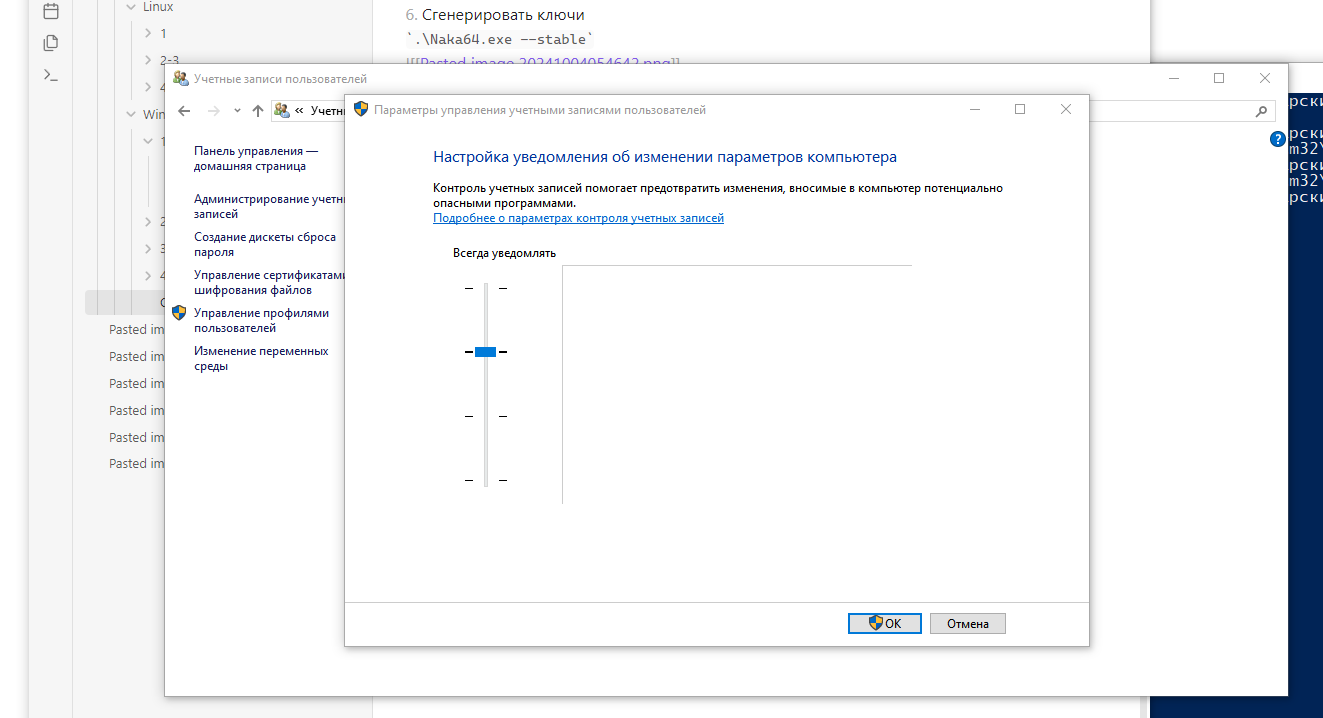 Linux
6. Сгенерировать ключи
1
`.\Naka64.exe --stable`
2-3
![[Pasted image 20241004054642.png]]
4
Win
1
2
3
4
Pasted im
Pasted im
Pasted im
Pasted im
Pasted im
Pasted im
Учетные записи пользователей
« Учетны
Панель управления —
домашняя страница
Администрирование учетн
записей
Создание дискеты сброса
пароля
Управление сертификатами
шифрования файлов
Управление профилями
пользователей
Изменение переменных
среды
Параметры управления учетными записями пользователей
Настройка уведомления об изменении параметров компьютера
Контроль учетных записей помогает предотвратить изменения, вносимые в компьютер потенциально
опасными программами.
Подробнее о параметрах контроля учетных записей
Всегда уведомлять
OK
Отмена
?
рски
рски
m32\
рски
m32\
рски